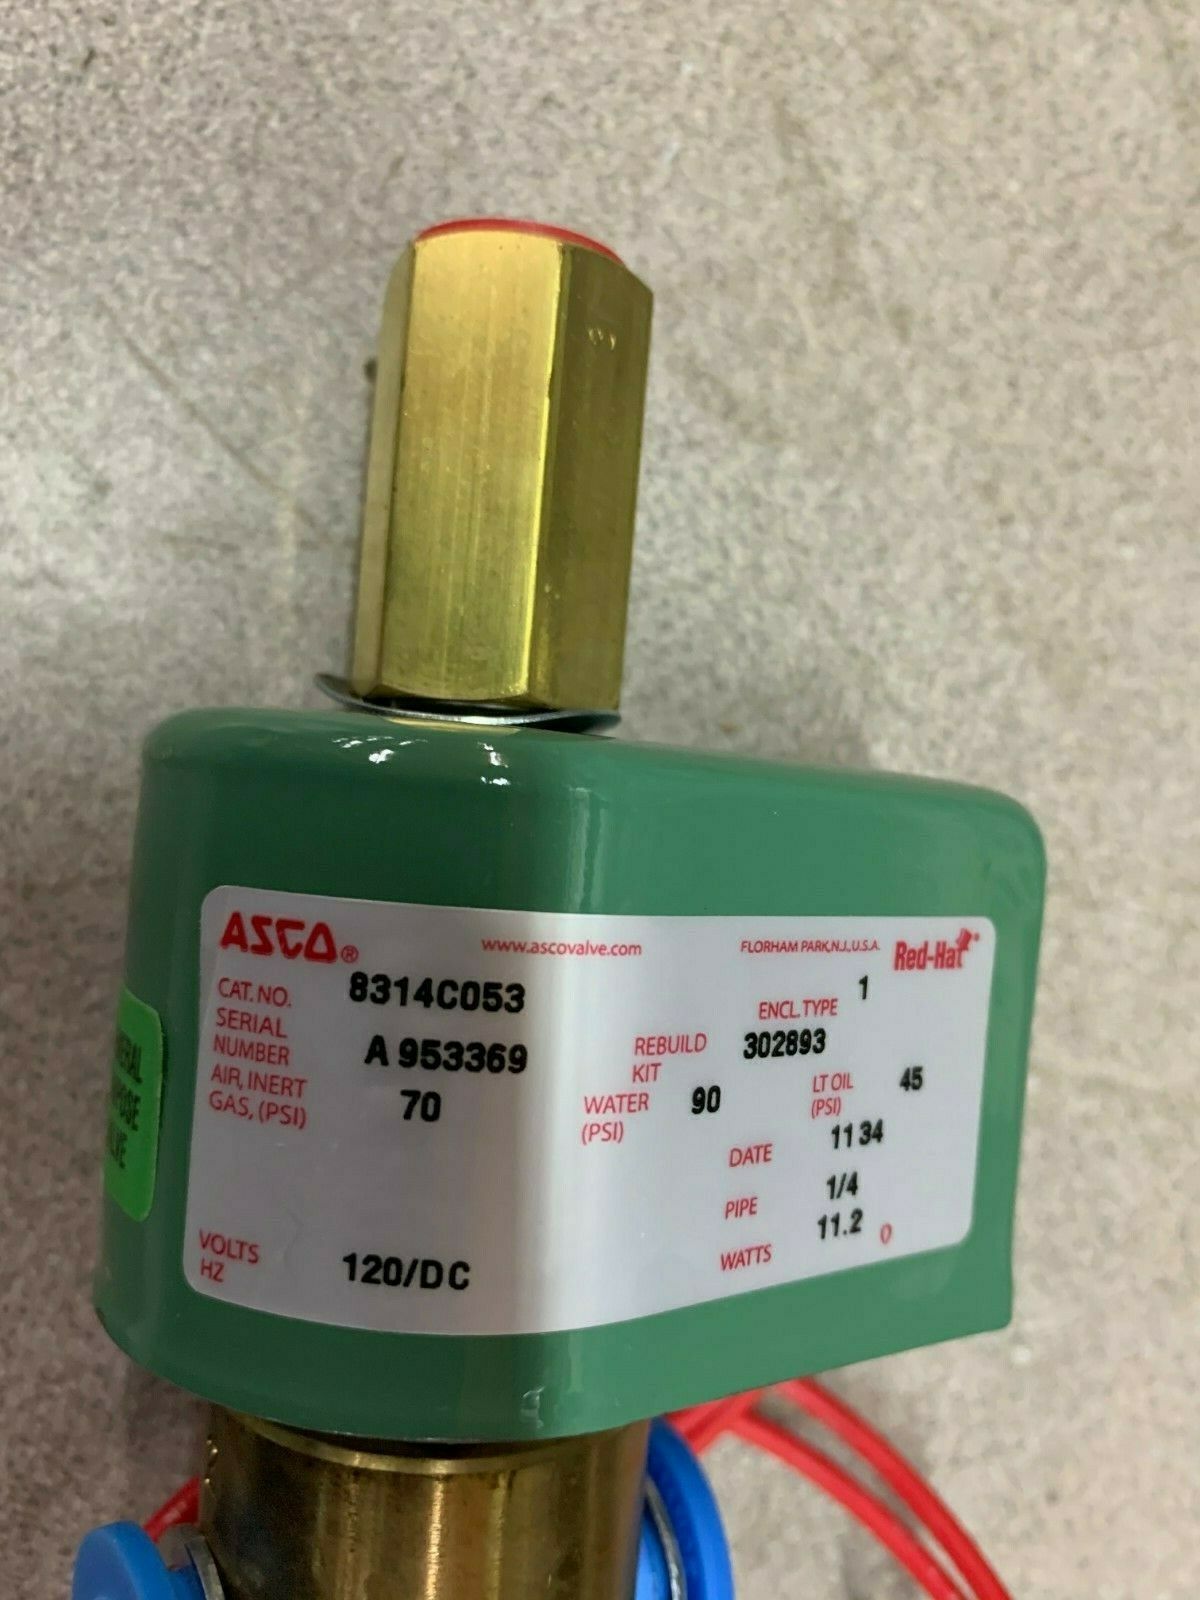 ASCO®
www.ascovalve.com
FLORHAM PARK,N.J.,U.S.A.
Red-Hat®
CAT. NO. 8314C053
ENCL.TYPE 1
SERIAL NUMBER A 953369
REBUILD KIT 302893
AIR, INERT GAS, (PSI) 70
WATER (PSI) 90
LT OIL (PSI) 45
DATE 11 34
PIPE 1/4
VOLTS HZ 120/DC
WATTS 11.2 0